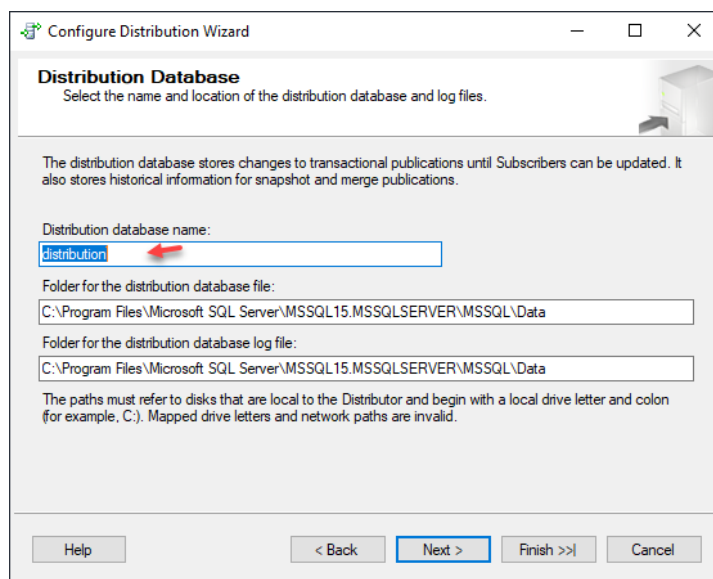 Configure Distribution Wizard
Distribution Database
Select the name and location of the distribution database and log files.
The distribution database stores changes to transactional publications until Subscribers can be updated. It
also stores historical information for snapshot and merge publications.
Distribution database name:
distribution
Folder for the distribution database file:
C:\Program Files\Microsoft SQL Server\MSSQL15.MSSQLSERVER\MSSQL\Data
Folder for the distribution database log file:
C:\Program Files\Microsoft SQL Server\MSSQL15.MSSQLSERVER\MSSQL\Data
The paths must refer to disks that are local to the Distributor and begin with a local drive letter and colon
(for example, C:). Mapped drive letters and network paths are invalid.
Help < Back Next > Finish >>| Cancel